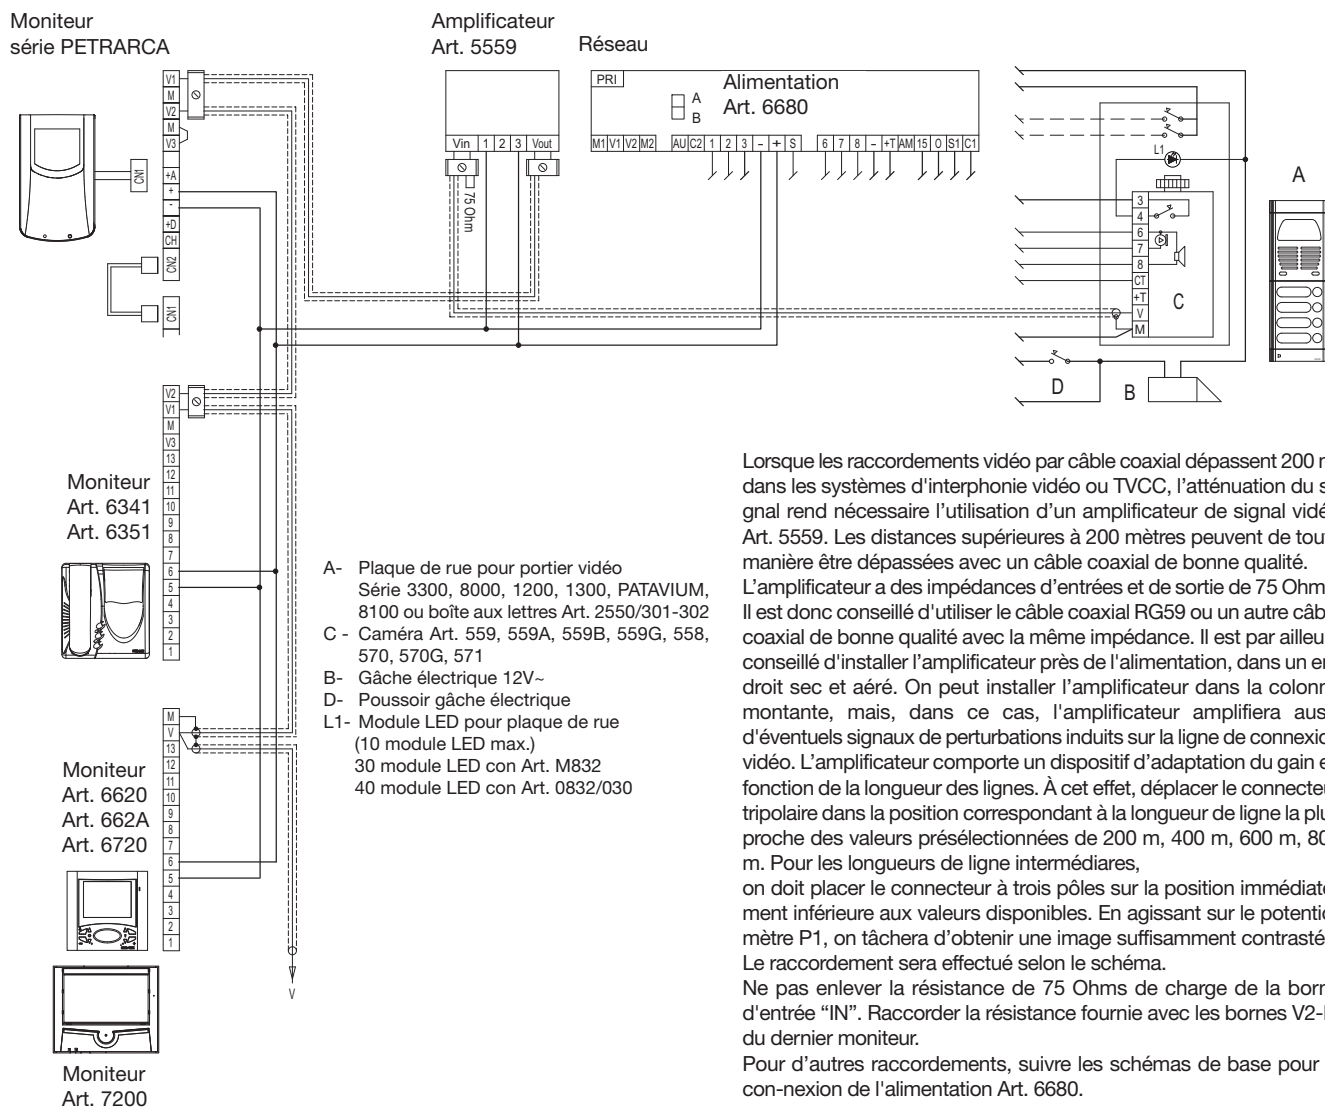 Moniteur
série PETRARCA
Amplificateur
Art. 5559
Réseau
PRI
A
B
Alimentation
Art. 6680
V1
M
V2
M
V3
+A
+
-
+D
CH
CN2
CN1
CN1
Vin 1 2 3 Vout
75 Ohm
M1 V1 V2 M2 AU C2 1 2 3 – + S 6 7 8 – +T AM 15 O S1 C1
L1
3
4
6
7
8
CT
+T
V
M
C
A
D
B
V2
V1
M
V3
13
12
11
10
9
8
7
6
5
4
3
2
1
Moniteur
Art. 6341
Art. 6351
M
V
13
12
11
10
9
8
7
6
5
4
3
2
1
Moniteur
Art. 6620
Art. 662A
Art. 6720
V
Moniteur
Art. 7200
A- Plaque de rue pour portier vidéo
Série 3300, 8000, 1200, 1300, PATAVIUM,
8100 ou boîte aux lettres Art. 2550/301-302
C - Caméra Art. 559, 559A, 559B, 559G, 558,
570, 570G, 571
B- Gâche électrique 12V~
D- Poussoir gâche électrique
L1- Module LED pour plaque de rue
(10 module LED max.)
30 module LED con Art. M832
40 module LED con Art. 0832/030
Lorsque les raccordements vidéo par câble coaxial dépassent 200
dans les systèmes d'interphonie vidéo ou TVCC, l’atténuation du s
gnal rend nécessaire l’utilisation d’un amplificateur de signal vid
Art. 5559. Les distances supérieures à 200 mètres peuvent de tou
manière être dépassées avec un câble coaxial de bonne qualité.
L’amplificateur a des impédances d’entrées et de sortie de 75 Ohm
Il est donc conseillé d'utiliser le câble coaxial RG59 ou un autre câb
coaxial de bonne qualité avec la même impédance. Il est par ailleu
conseillé d'installer l’amplificateur près de l'alimentation, dans un e
droit sec et aéré. On peut installer l’amplificateur dans la colon
montante, mais, dans ce cas, l'amplificateur amplifiera aus
d'éventuels signaux de perturbations induits sur la ligne de connexio
vidéo. L’amplificateur comporte un dispositif d’adaptation du gain e
fonction de la longueur des lignes. À cet effet, déplacer le connecteu
tripolaire dans la position correspondant à la longueur de ligne la plu
proche des valeurs présélectionnées de 200 m, 400 m, 600 m, 80
m. Pour les longueurs de ligne intermédiares,
on doit placer le connecteur à trois pôles sur la position immédiate
ment inférieure aux valeurs disponibles. En agissant sur le potentio
mètre P1, on tâchera d’obtenir une image suffisamment contrasté
Le raccordement sera effectué selon le schéma.
Ne pas enlever la résistance de 75 Ohms de charge de la born
d'entrée “IN”. Raccorder la résistance fournie avec les bornes V2-
du dernier moniteur.
Pour d’autres raccordements, suivre les schémas de base pour
con-nexion de l'alimentation Art. 6680.